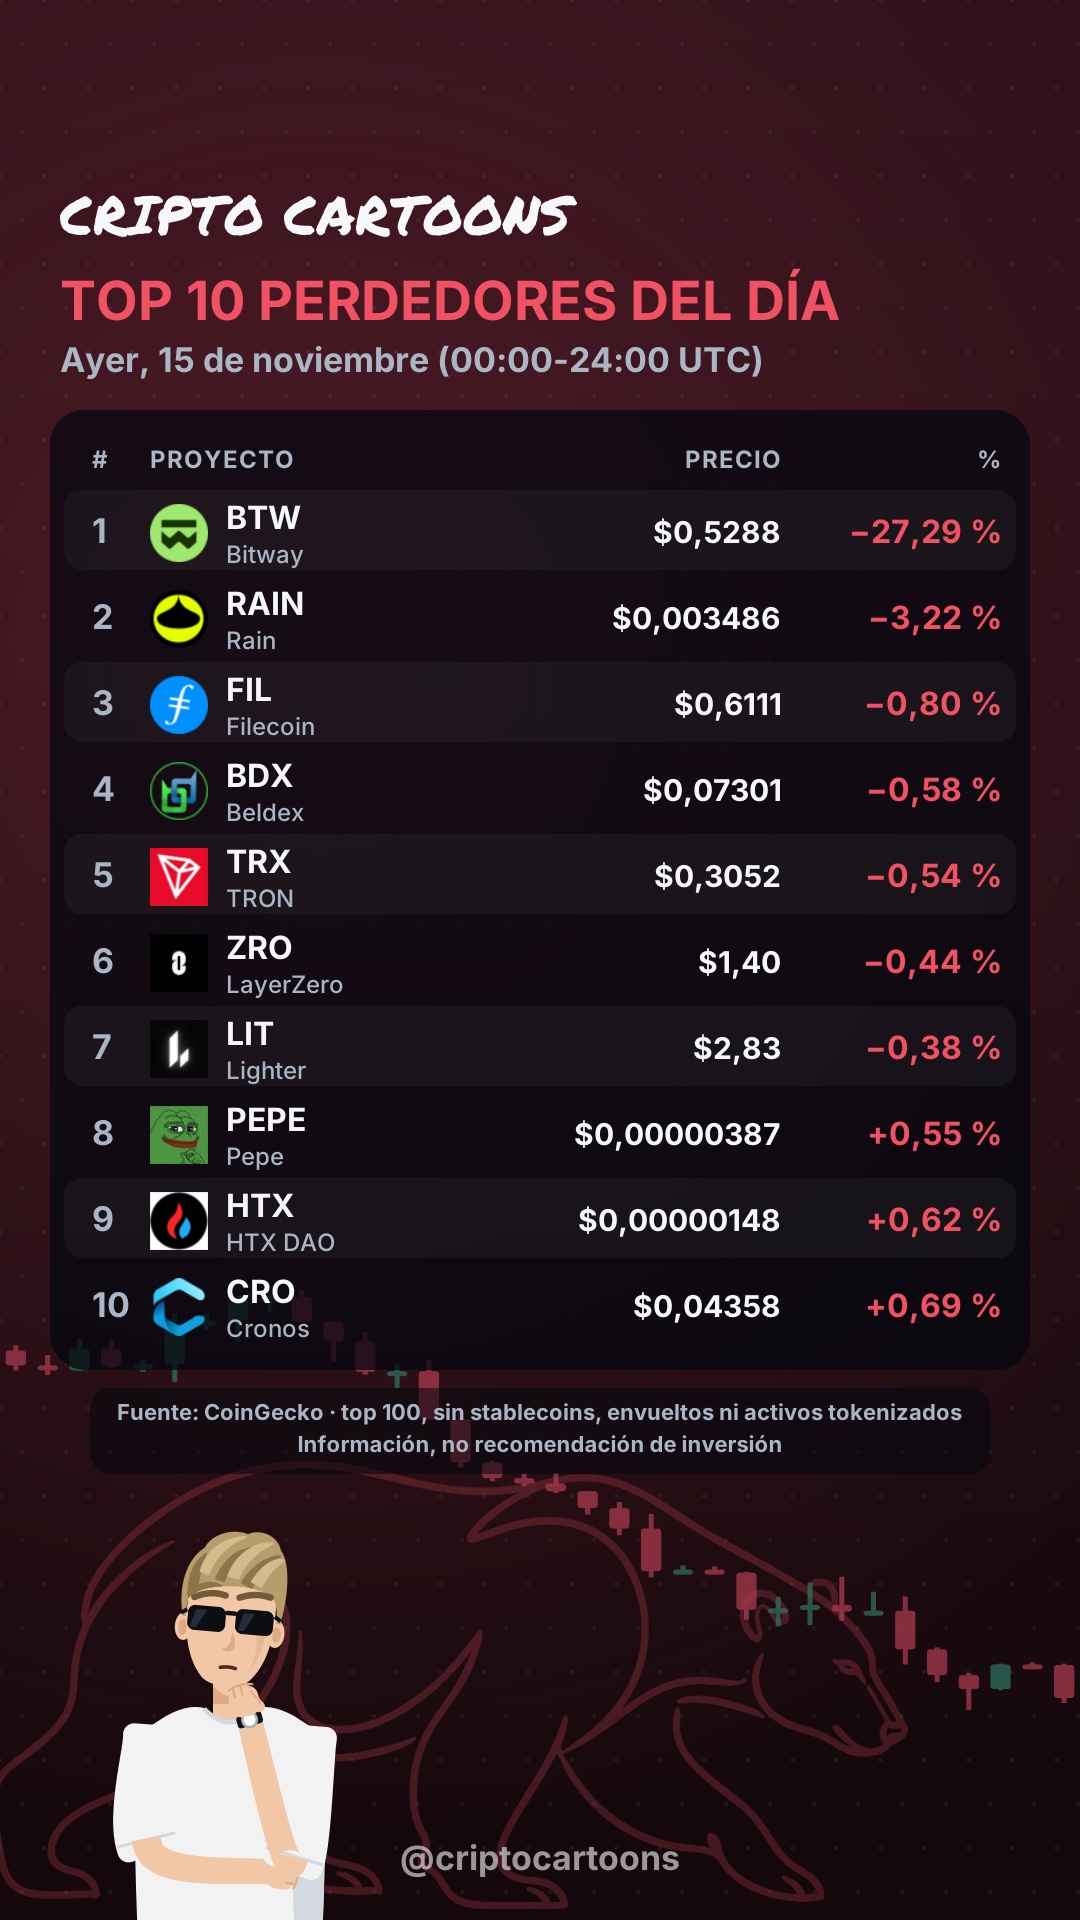 CRIPTO CARTOONS
TOP 10 PERDEDORES DEL DÍA
Ayer, 15 de noviembre (00:00-24:00 UTC)
# PROYECTO PRECIO %
1 BTW $0,5288 −27,29 %
Bitway
2 RAIN $0,003486 −3,22 %
Rain
3 FIL $0,6111 −0,80 %
Filecoin
4 BDX $0,07301 −0,58 %
Beldex
5 TRX $0,3052 −0,54 %
TRON
6 ZRO $1,40 −0,44 %
LayerZero
7 LIT $2,83 −0,38 %
Lighter
8 PEPE $0,00000387 +0,55 %
Pepe
9 HTX $0,00000148 +0,62 %
HTX DAO
10 CRO $0,04358 +0,69 %
Cronos
Fuente: CoinGecko · top 100, sin stablecoins, envueltos ni activos tokenizados
Información, no recomendación de inversión
@criptocartoons